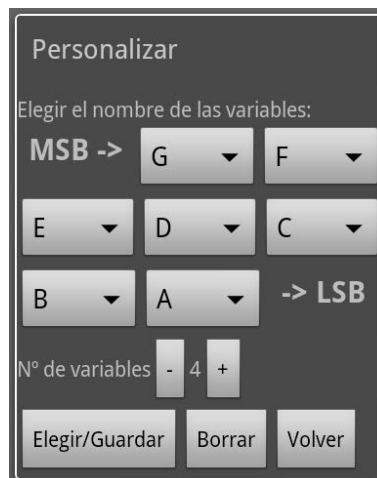 Personalizar
Elegir el nombre de las variables:
MSB -> G F
E D C
B A -> LSB
Nº de variables - 4 +
Elegir/Guardar Borrar Volver